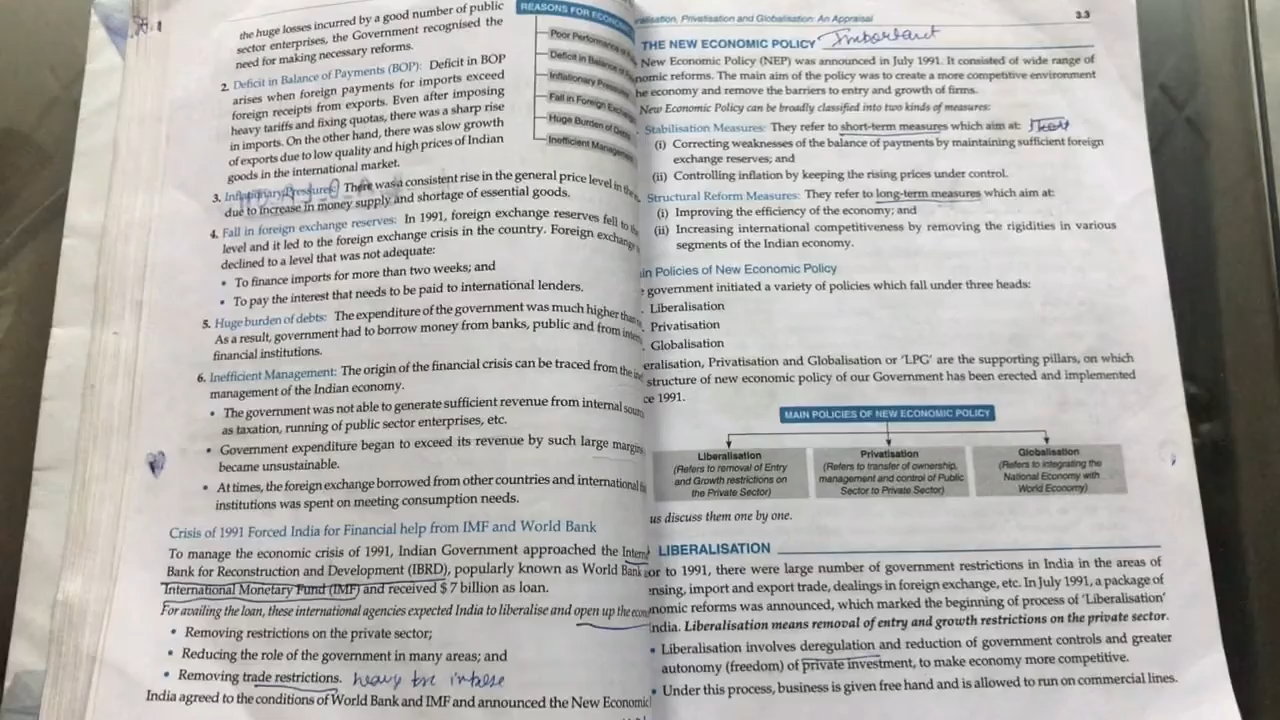 the huge losses incurred by a good number of public
sector enterprises, the Government recognised the
need for making necessary reforms.
2. Deficit in Balance of Payments (BOP): Deficit in BOP
arises when foreign payments for imports exceed
foreign receipts from exports. Even after imposing
heavy tariffs and fixing quotas, there was a sharp rise
in imports. On the other hand, there was slow growth
of exports due to low quality and high prices of Indian
goods in the international market.
REASONS FOR ECONO
Poor Performance of
Deficit in Balance of
Inflationary Pressures
Fall in Foreign Exchange
Huge Burden of Debts
Inefficient Management
3. Inflationary Pressures: There was a consistent rise in the general price level in the
due to increase in money supply and shortage of essential goods.
4. Fall in foreign exchange reserves: In 1991, foreign exchange reserves fell to the
level and it led to the foreign exchange crisis in the country. Foreign exchange
declined to a level that was not adequate:
• To finance imports for more than two weeks; and
• To pay the interest that needs to be paid to international lenders.
5. Huge burden of debts: The expenditure of the government was much higher than
As a result, government had to borrow money from banks, public and from intern
financial institutions.
6. Inefficient Management: The origin of the financial crisis can be traced from the ine
management of the Indian economy.
• The government was not able to generate sufficient revenue from internal sour
as taxation, running of public sector enterprises, etc.
• Government expenditure began to exceed its revenue by such large margins
became unsustainable.
• At times, the foreign exchange borrowed from other countries and international
institutions was spent on meeting consumption needs.
Crisis of 1991 Forced India for Financial help from IMF and World Bank
To manage the economic crisis of 1991, Indian Government approached the Intern
Bank for Reconstruction and Development (IBRD), popularly known as World Bank
International Monetary Fund (IMF) and received $ 7 billion as loan.
For availing the loan, these international agencies expected India to liberalise and open up the econ
• Removing restrictions on the private sector;
• Reducing the role of the government in many areas; and
• Removing trade restrictions. heavy
India agreed to the conditions of World Bank and IMF and announced the New Economic
eralisation, Privatisation and Globalisation: An Appraisal 3.3
THE NEW ECONOMIC POLICY Important
New Economic Policy (NEP) was announced in July 1991. It consisted of wide range of
nomic reforms. The main aim of the policy was to create a more competitive environment
he economy and remove the barriers to entry and growth of firms.
New Economic Policy can be broadly classified into two kinds of measures:
Stabilisation Measures: They refer to short-term measures which aim at:
(i) Correcting weaknesses of the balance of payments by maintaining sufficient foreign
exchange reserves; and
(ii) Controlling inflation by keeping the rising prices under control.
Structural Reform Measures: They refer to long-term measures which aim at:
(i) Improving the efficiency of the economy; and
(ii) Increasing international competitiveness by removing the rigidities in various
segments of the Indian economy.
in Policies of New Economic Policy
e government initiated a variety of policies which fall under three heads:
. Liberalisation
. Privatisation
. Globalisation
eralisation, Privatisation and Globalisation or 'LPG' are the supporting pillars, on which
structure of new economic policy of our Government has been erected and implemented
ce 1991.
MAIN POLICIES OF NEW ECONOMIC POLICY
Liberalisation
(Refers to removal of Entry
and Growth restrictions on
the Private Sector)
Privatisation
(Refers to transfer of ownership,
management and control of Public
Sector to Private Sector)
Globalisation
(Refers to integrating the
National Economy with
World Economy)
us discuss them one by one.
LIBERALISATION
or to 1991, there were large number of government restrictions in India in the areas of
ensing, import and export trade, dealings in foreign exchange, etc. In July 1991, a package of
nomic reforms was announced, which marked the beginning of process of 'Liberalisation'
India. Liberalisation means removal of entry and growth restrictions on the private sector.
• Liberalisation involves deregulation and reduction of government controls and greater
autonomy (freedom) of private investment, to make economy more competitive.
• Under this process, business is given free hand and is allowed to run on commercial lines.